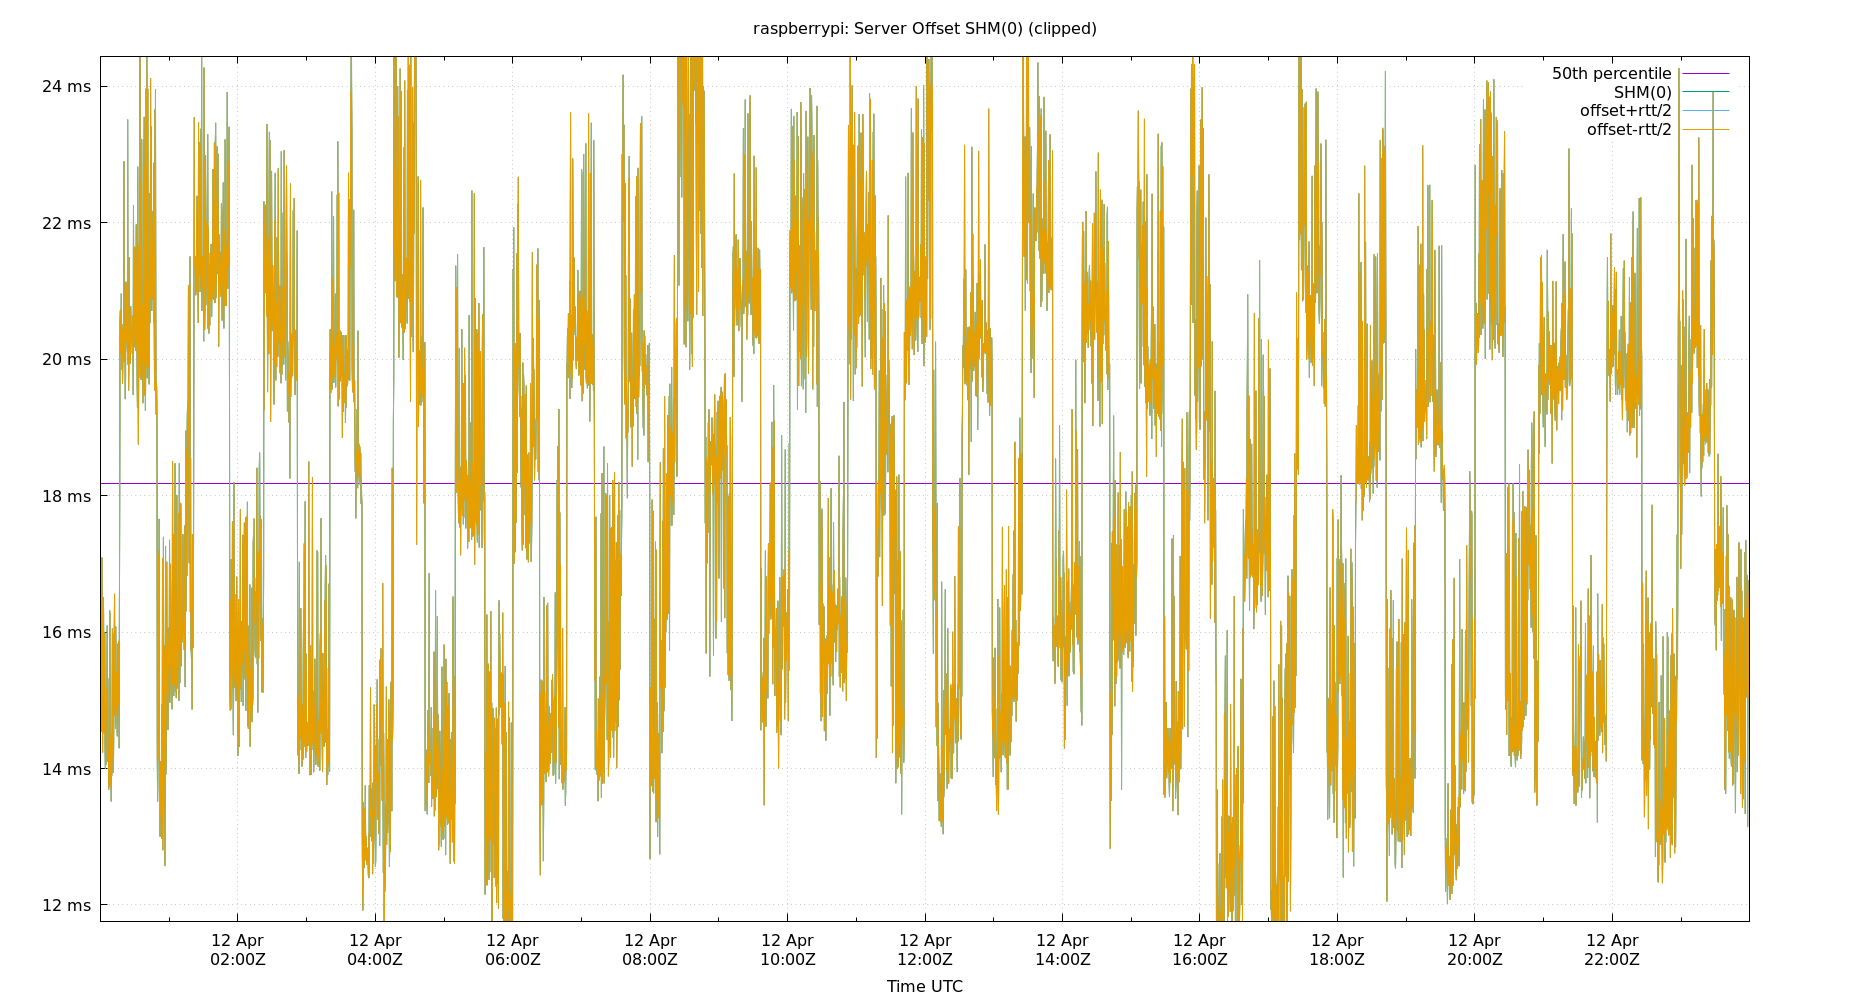 raspberrypi: Server Offset SHM(0) (clipped)
50th percentile
SHM(0)
offset+rtt/2
offset-rtt/2
24 ms
22 ms
20 ms
18 ms
16 ms
14 ms
12 ms
12 Apr 12 Apr 12 Apr 12 Apr 12 Apr 12 Apr 12 Apr 12 Apr 12 Apr 12 Apr 12 Apr
02:00Z 04:00Z 06:00Z 08:00Z 10:00Z 12:00Z 14:00Z 16:00Z 18:00Z 20:00Z 22:00Z
Time UTC